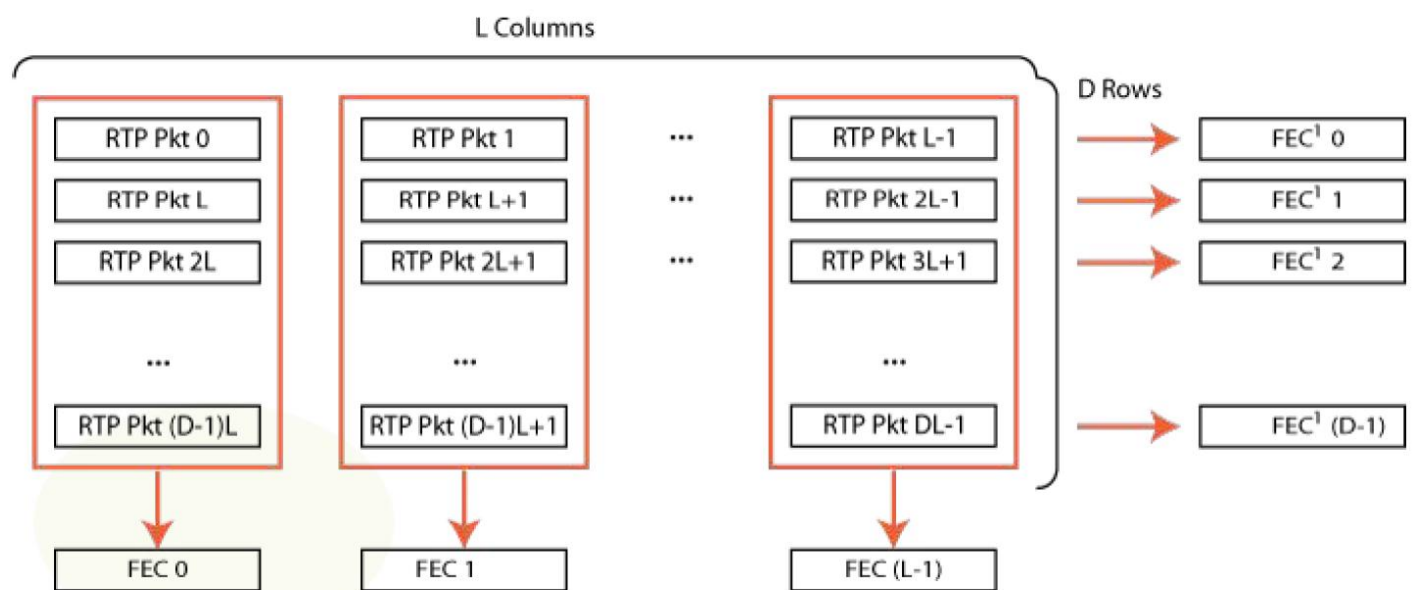 L Columns
D Rows
RTP Pkt 0 RTP Pkt 1 ... RTP Pkt L-1 FEC¹ 0
RTP Pkt L RTP Pkt L+1 ... RTP Pkt 2L-1 FEC¹ 1
RTP Pkt 2L RTP Pkt 2L+1 ... RTP Pkt 3L+1 FEC¹ 2
... ... ...
RTP Pkt (D-1)L RTP Pkt (D-1)L+1 RTP Pkt DL-1 FEC¹ (D-1)
FEC 0 FEC 1 FEC (L-1)